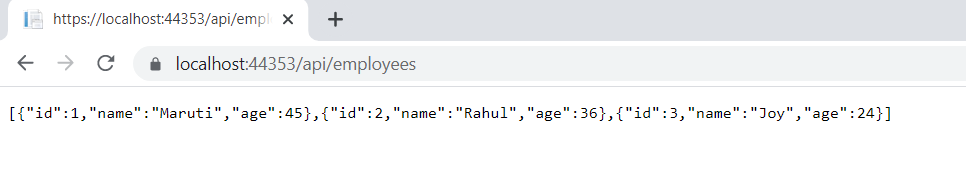 https://localhost:44353/api/empl
localhost:44353/api/employees
[{"id":1,"name":"Maruti","age":45},{"id":2,"name":"Rahul","age":36},{"id":3,"name":"Joy","age":24}]